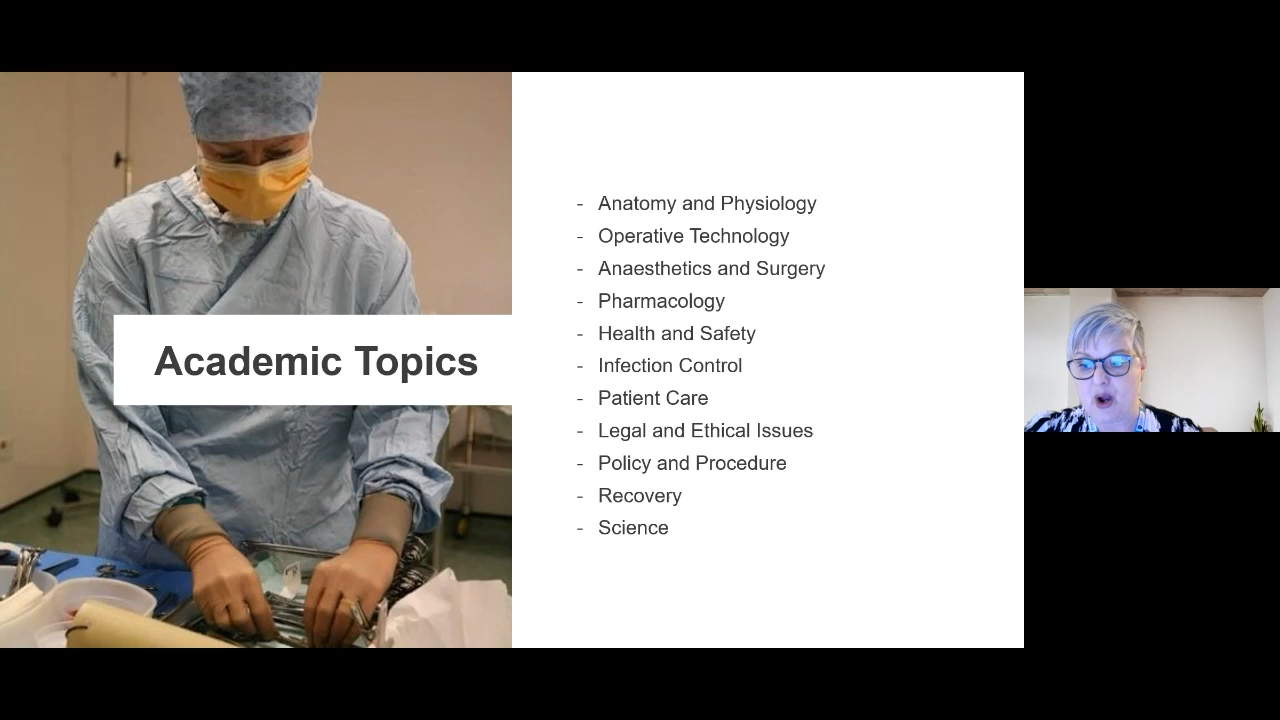 Academic Topics
- Anatomy and Physiology
- Operative Technology
- Anaesthetics and Surgery
- Pharmacology
- Health and Safety
- Infection Control
- Patient Care
- Legal and Ethical Issues
- Policy and Procedure
- Recovery
- Science